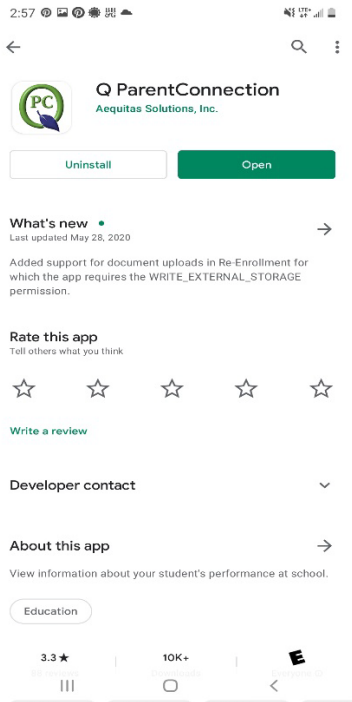 2:57
Q ParentConnection
PC
Aequitas Solutions, Inc.
Uninstall
Open
What's new
Last updated May 28, 2020
Added support for document uploads in Re-Enrollment for
which the app requires the WRITE_EXTERNAL_STORAGE
permission.
Rate this app
Tell others what you think
Write a review
Developer contact
About this app
View information about your student's performance at school.
Education
3.3★
10K+
E
Downloads